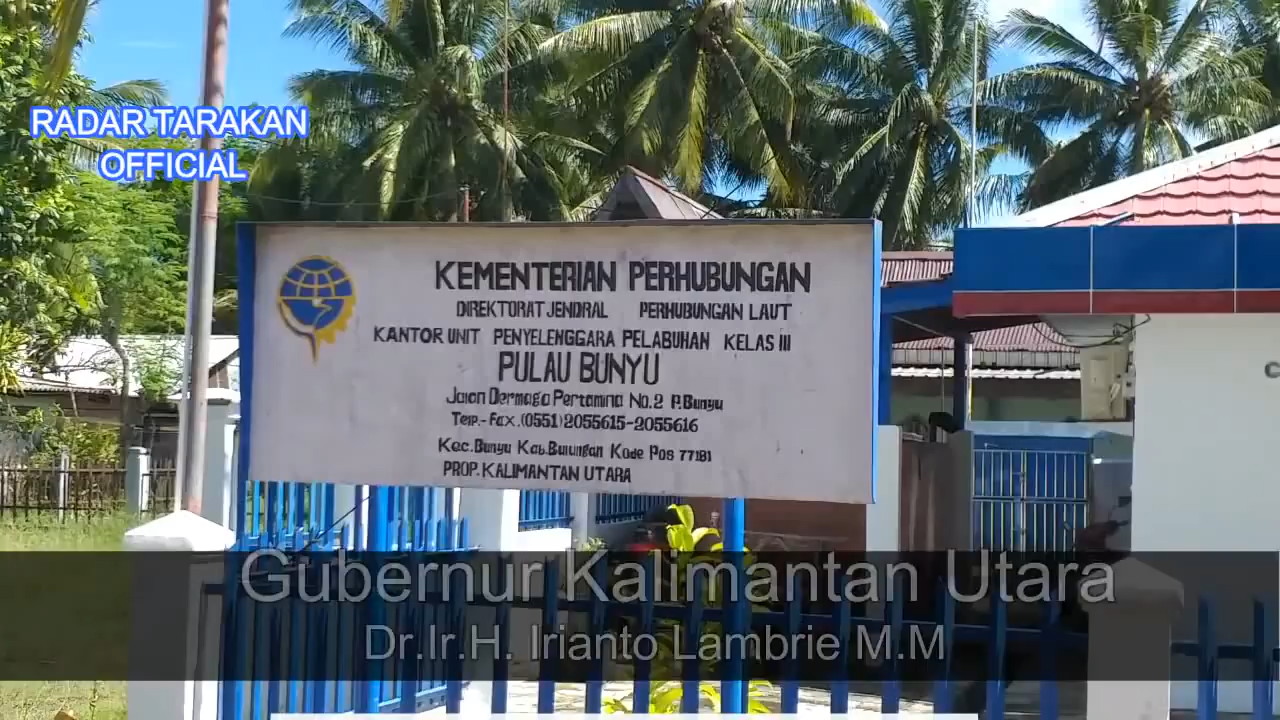 RADAR TARAKAN
OFFICIAL
KEMENTERIAN PERHUBUNGAN
DIREKTORAT JENDRAL PERHUBUNGAN LAUT
KANTOR UNIT PENYELENGGARA PELABUHAN KELAS III
PULAU BUNYU
Jalan Dermaga Pertamina No.2 P.Bunyu
Telp.-Fax.(0551)2055615-2055616
Kec.Bunyu Kab.Bulungan Kode Pos 77181
PROP.KALIMANTAN UTARA
Gubernur Kalimantan Utara
Dr.Ir.H. Irianto Lambrie M.M